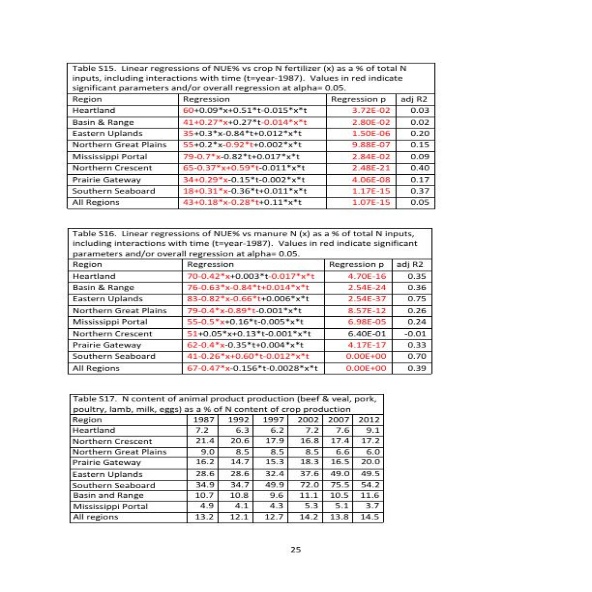 Table S15. Linear regressions of NUE% vs crop N fertilizer (x) as a % of total N
inputs, including interactions with time (t=year-1987). Values in red indicate
significant parameters and/or overall regression at alpha= 0.05.
Region Regression Regression p adj R2
Heartland 60+0.09*x+0.51*t-0.015*x*t 3.72E-02 0.03
Basin & Range 41+0.27*x+0.27*t-0.014*x*t 2.80E-02 0.02
Eastern Uplands 35+0.3*x-0.84*t+0.012*x*t 1.50E-06 0.20
Northern Great Plains 55+0.2*x-0.92*t+0.002*x*t 9.88E-07 0.15
Mississippi Portal 79-0.7*x-0.82*t+0.017*x*t 2.84E-02 0.09
Northern Crescent 65-0.37*x+0.59*t-0.011*x*t 2.48E-21 0.40
Prairie Gateway 34+0.29*x-0.15*t-0.002*x*t 4.06E-08 0.17
Southern Seaboard 18+0.31*x-0.36*t+0.011*x*t 1.17E-15 0.37
All Regions 43+0.18*x-0.28*t+0.11*x*t 1.07E-15 0.05
Table S16. Linear regressions of NUE% vs manure N (x) as a % of total N inputs,
including interactions with time (t=year-1987). Values in red indicate significant
parameters and/or overall regression at alpha= 0.05.
Region Regression Regression p adj R2
Heartland 70-0.42*x+0.003*t-0.017*x*t 4.70E-16 0.35
Basin & Range 76-0.63*x-0.84*t+0.014*x*t 2.54E-24 0.36
Eastern Uplands 83-0.82*x-0.66*t+0.006*x*t 2.54E-37 0.75
Northern Great Plains 79-0.4*x-0.89*t-0.001*x*t 8.57E-12 0.26
Mississippi Portal 55-0.5*x+0.16*t-0.005*x*t 6.98E-05 0.24
Northern Crescent 51+0.05*x+0.13*t-0.001*x*t 6.40E-01 -0.01
Prairie Gateway 62-0.4*x-0.35*t+0.004*x*t 4.17E-17 0.33
Southern Seaboard 41-0.26*x+0.60*t-0.012*x*t 0.00E+00 0.70
All Regions 67-0.47*x-0.156*t-0.0028*x*t 0.00E+00 0.39
Table S17. N content of animal product production (beef & veal, pork,
poultry, lamb, milk, eggs) as a % of N content of crop production
Region 1987 1992 1997 2002 2007 2012
Heartland 7.2 6.3 6.2 7.2 7.6 9.1
Northern Crescent 21.4 20.6 17.9 16.8 17.4 17.2
Northern Great Plains 9.0 8.5 8.5 8.5 6.6 6.0
Prairie Gateway 16.2 14.7 15.3 18.3 16.5 20.0
Eastern Uplands 28.6 28.6 32.4 37.6 49.0 49.5
Southern Seaboard 34.9 34.7 49.9 72.0 75.5 54.2
Basin and Range 10.7 10.8 9.6 11.1 10.5 11.6
Mississippi Portal 4.9 4.1 4.3 5.3 5.1 3.7
All regions 13.2 12.1 12.7 14.2 13.8 14.5
25